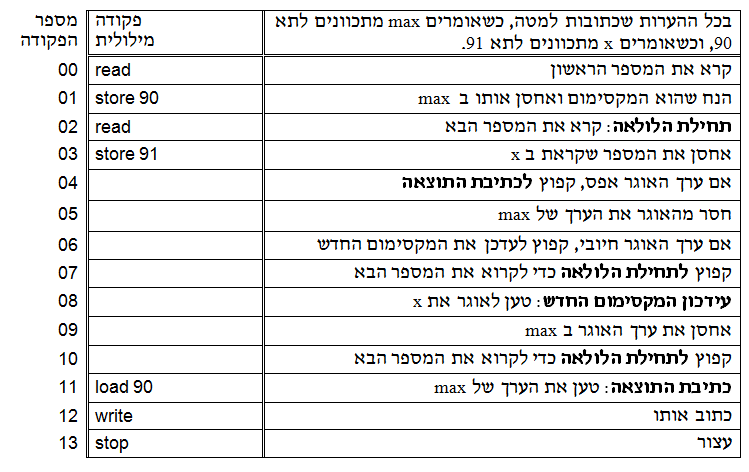 מספר הפקודה | פקודה מילולית | בכל ההערות שכתובות למטה, כשאומרים max מתכוונים לתא 90, וכשאומרים x מתכוונים לתא 91.
00 | read | קרא את המספר הראשון
01 | store 90 | הנח שהוא המקסימום ואחסן אותו ב max
02 | read | תחילת הלולאה: קרא את המספר הבא
03 | store 91 | אחסן את המספר שקראת ב x
04 | | אם ערך האוגר אפס, קפוץ לכתיבת התוצאה
05 | | חסר מהאוגר את הערך של max
06 | | אם ערך האוגר חיובי, קפוץ לעדכן את המקסימום החדש
07 | | קפוץ לתחילת הלולאה כדי לקרוא את המספר הבא
08 | | עידכון המקסימום החדש: טען לאוגר את x
09 | | אחסן את ערך האוגר ב max
10 | | קפוץ לתחילת הלולאה כדי לקרוא את המספר הבא
11 | load 90 | כתיבת התוצאה: טען את הערך של max
12 | write | כתוב אותו
13 | stop | עצור